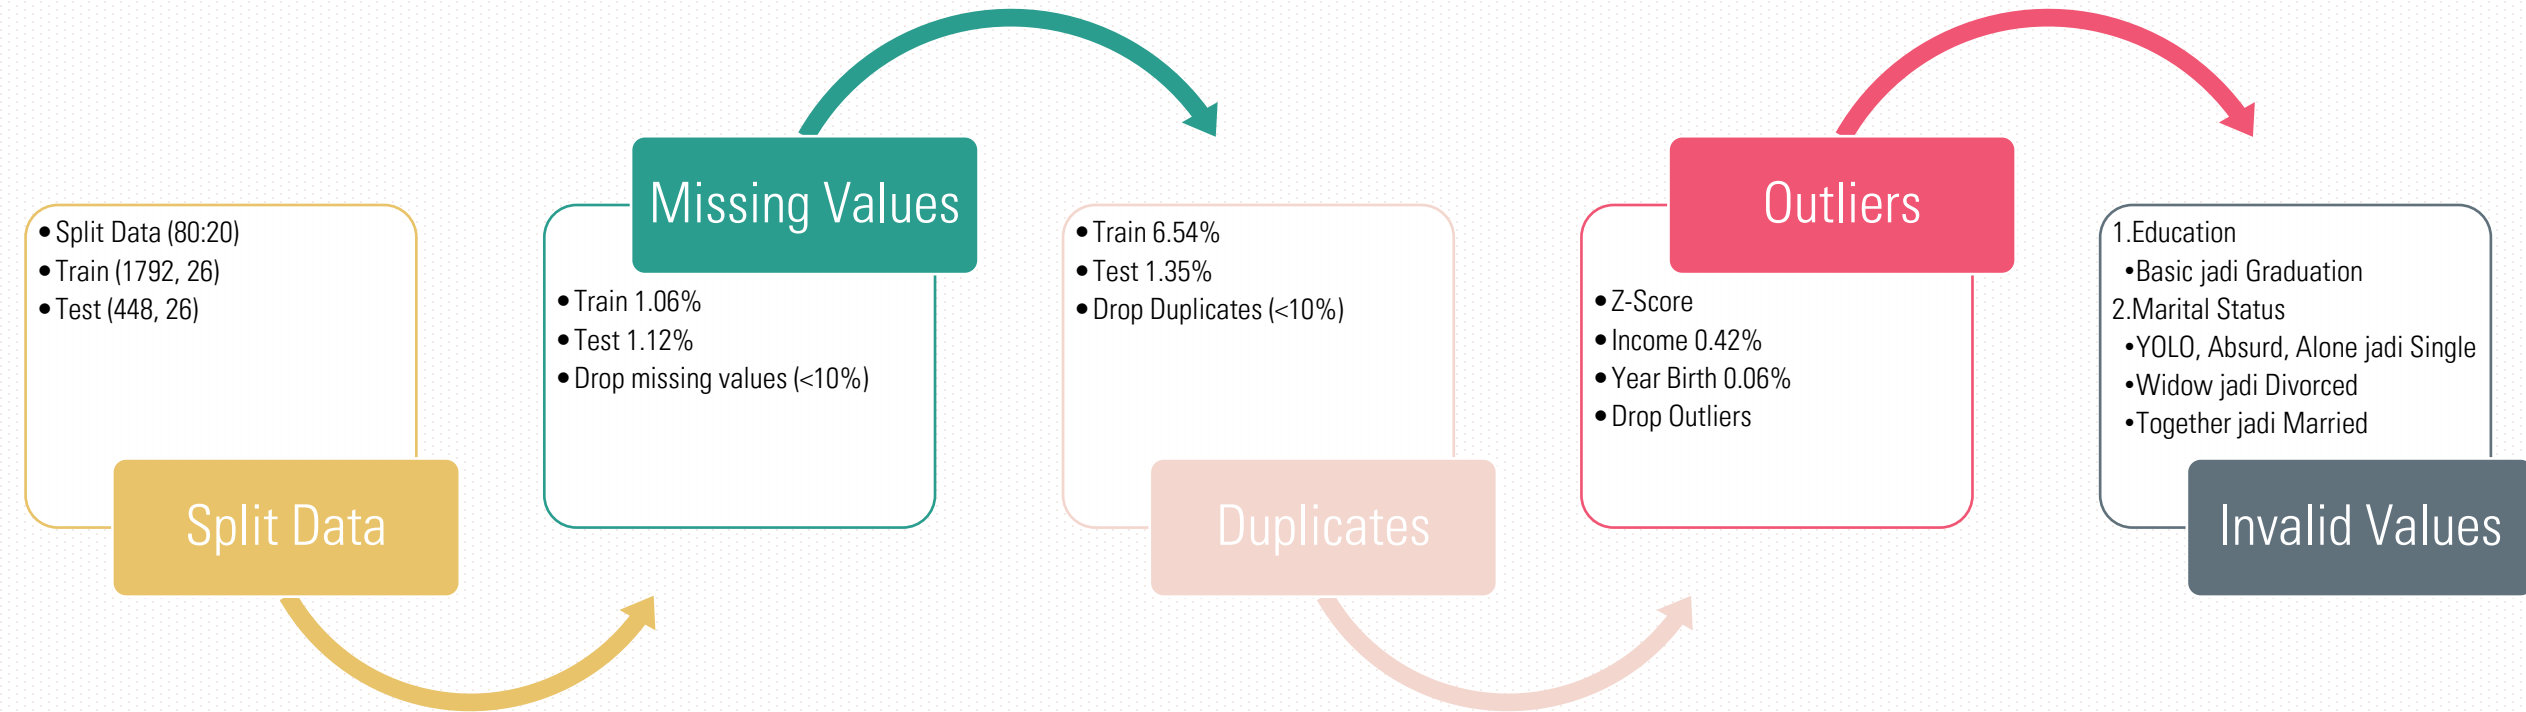 • Split Data (80:20)
• Train (1792, 26)
• Test (448, 26)
Split Data
Missing Values
• Train 1.06%
• Test 1.12%
• Drop missing values (<10%)
• Train 6.54%
• Test 1.35%
• Drop Duplicates (<10%)
Duplicates
Outliers
• Z-Score
• Income 0.42%
• Year Birth 0.06%
• Drop Outliers
1.Education
•Basic jadi Graduation
2.Marital Status
•YOLO, Absurd, Alone jadi Single
•Widow jadi Divorced
•Together jadi Married
Invalid Values